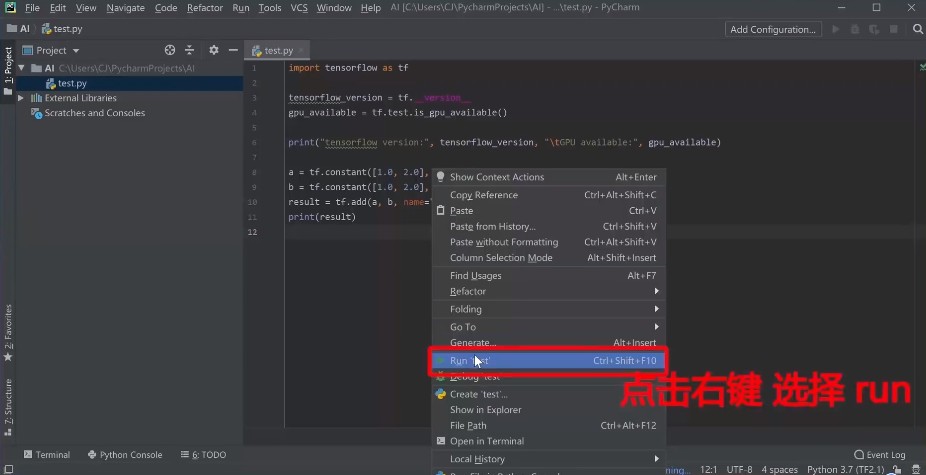 File Edit View Navigate Code Refactor Run Tools VCS Window Help AI [C:\Users\CJ\PycharmProjects\AI] - ...\test.py - PyCharm
AI test.py
Add Configuration...
1: Project
Project
test.py
AI C:\Users\CJ\PycharmProjects\AI
test.py
External Libraries
Scratches and Consoles
1 import tensorflow as tf
2
3 tensorflow_version = tf.__version__
4 gpu_available = tf.test.is_gpu_available()
5
6 print("tensorflow version:", tensorflow_version, "\tGPU available:", gpu_available)
7
8 a = tf.constant([1.0, 2.0],
9 b = tf.constant([1.0, 2.0],
10 result = tf.add(a, b, name=
11 print(result)
12
Show Context Actions Alt+Enter
Copy Reference Ctrl+Alt+Shift+C
Paste Ctrl+V
Paste from History... Ctrl+Shift+V
Paste without Formatting Ctrl+Alt+Shift+V
Column Selection Mode Alt+Shift+Insert
Find Usages Alt+F7
Refactor
Folding
Go To
Generate... Alt+Insert
Run 'test' Ctrl+Shift+F10
Debug 'test'
点击右键 选择 run
Create 'test'...
Show in Explorer
File Path Ctrl+Alt+F12
Open in Terminal
Local History
2: Favorites
7: Structure
Terminal Python Console 6: TODO
Event Log
12:1 UTF-8 4 spaces Python 3.7 (TF2.1)